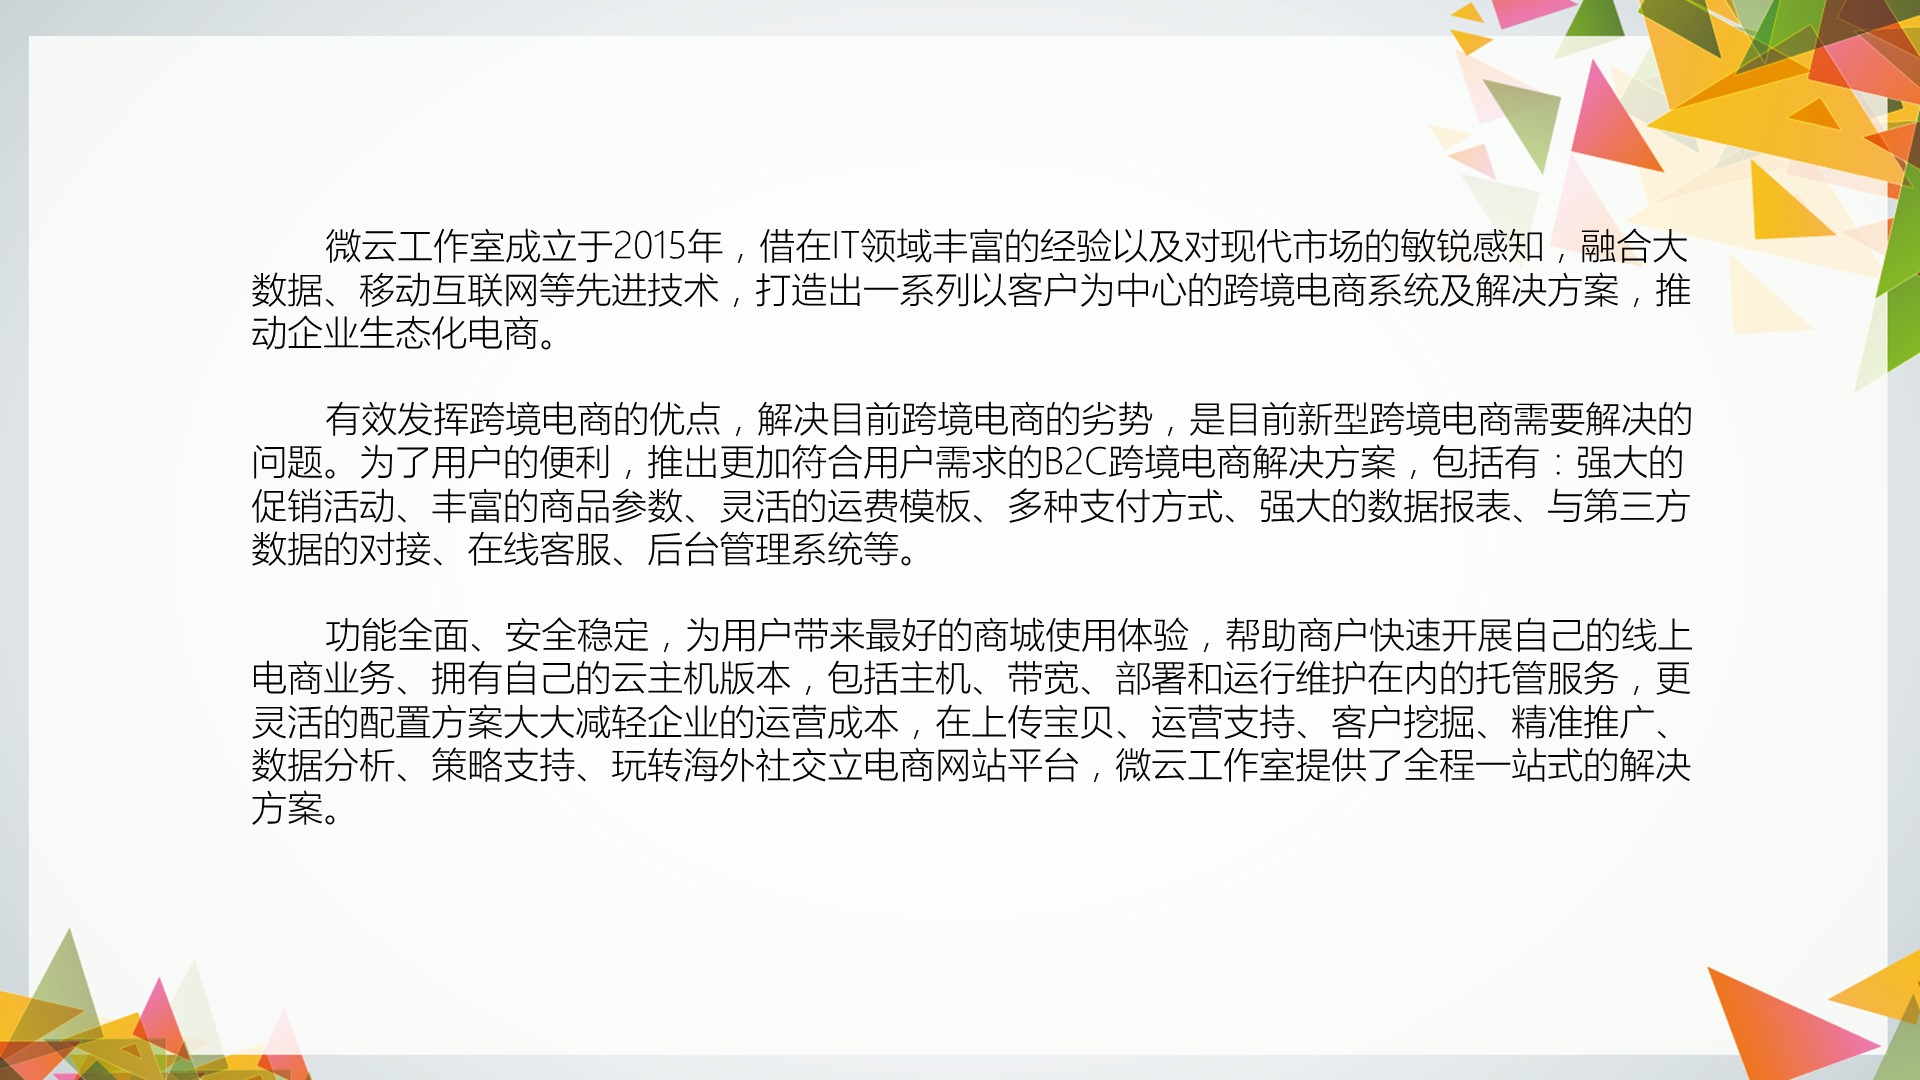 微云工作室成立于2015年，借在IT领域丰富的经验以及对现代市场的敏锐感知，融合大
数据、移动互联网等先进技术，打造出一系列以客户为中心的跨境电商系统及解决方案，推
动企业生态化电商。
有效发挥跨境电商的优点，解决目前跨境电商的劣势，是目前新型跨境电商需要解决的
问题。为了用户的便利，推出更加符合用户需求的B2C跨境电商解决方案，包括有：强大的
促销活动、丰富的商品参数、灵活的运费模板、多种支付方式、强大的数据报表、与第三方
数据的对接、在线客服、后台管理系统等。
功能全面、安全稳定，为用户带来最好的商城使用体验，帮助商户快速开展自己的线上
电商业务、拥有自己的云主机版本，包括主机、带宽、部署和运行维护在内的托管服务，更
灵活的配置方案大大减轻企业的运营成本，在上传宝贝、运营支持、客户挖掘、精准推广、
数据分析、策略支持、玩转海外社交立电商网站平台，微云工作室提供了全程一站式的解决
方案。